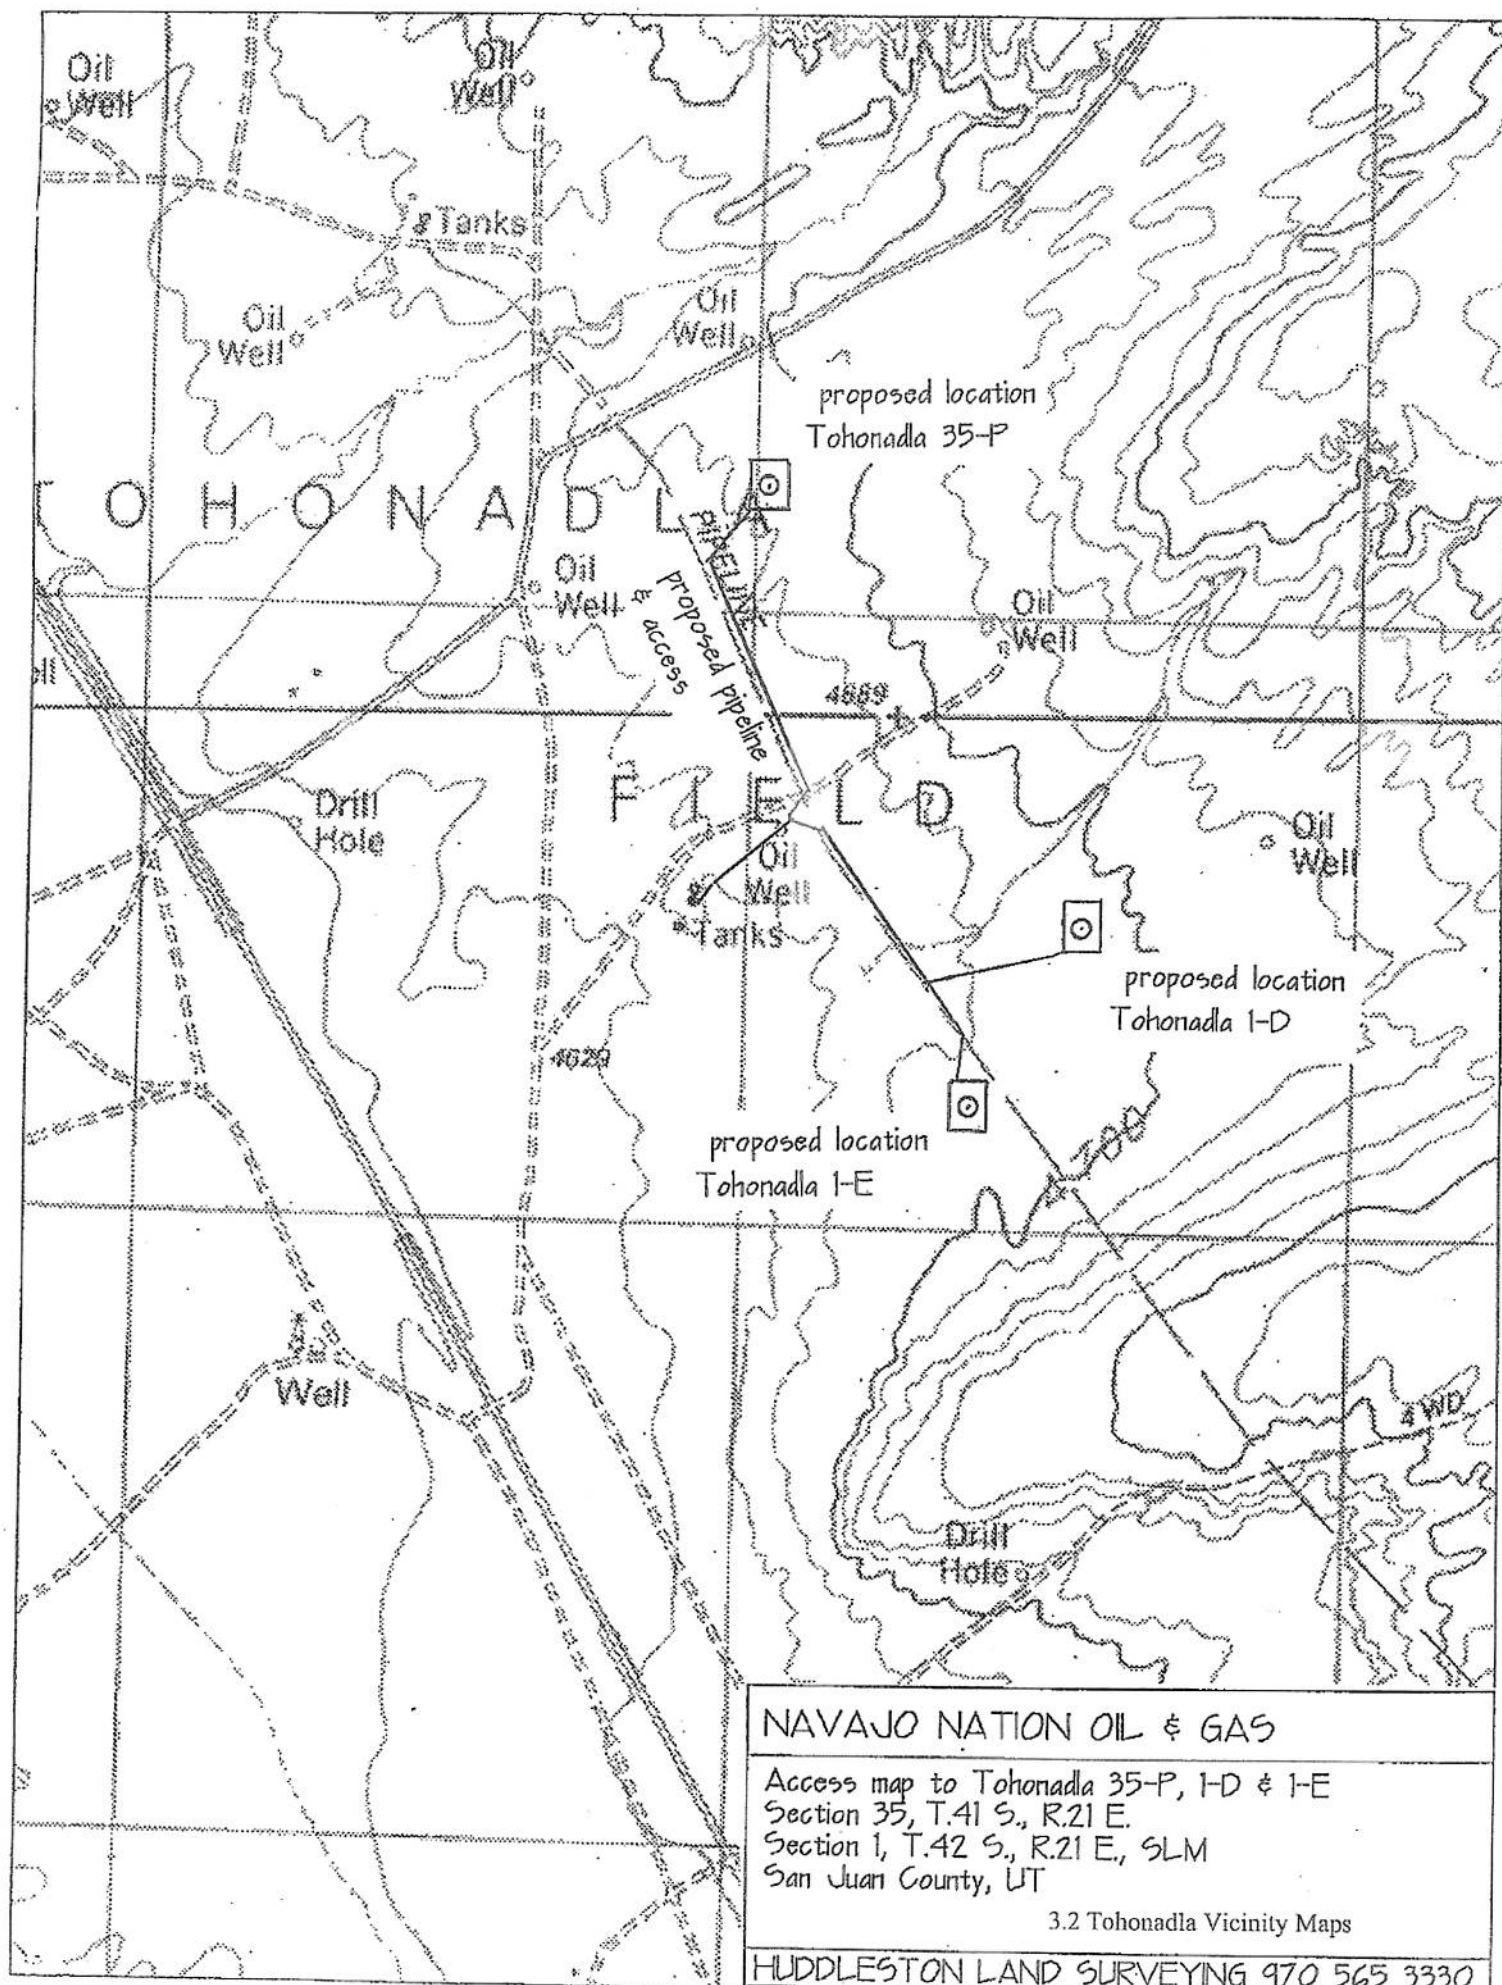 Oil
Well
Oil
Well
Tanks
Oil
Well
Oil
Well
proposed location
Tohonadla 35-P
TOHONADLA
PIPELINE
proposed pipeline
& access
Oil
Well
Oil
Well
4889
FIELD
Drill
Hole
Oil
Well
Oil
Well
Tanks
proposed location
Tohonadla 1-D
4629
proposed location
Tohonadla 1-E
Well
4WD
Drill
Hole
NAVAJO NATION OIL & GAS
Access map to Tohonadla 35-P, 1-D & 1-E
Section 35, T.41 S., R.21 E.
Section 1, T.42 S., R.21 E., SLM
San Juan County, UT
3.2 Tohonadla Vicinity Maps
HUDDLESTON LAND SURVEYING 970 565 3330